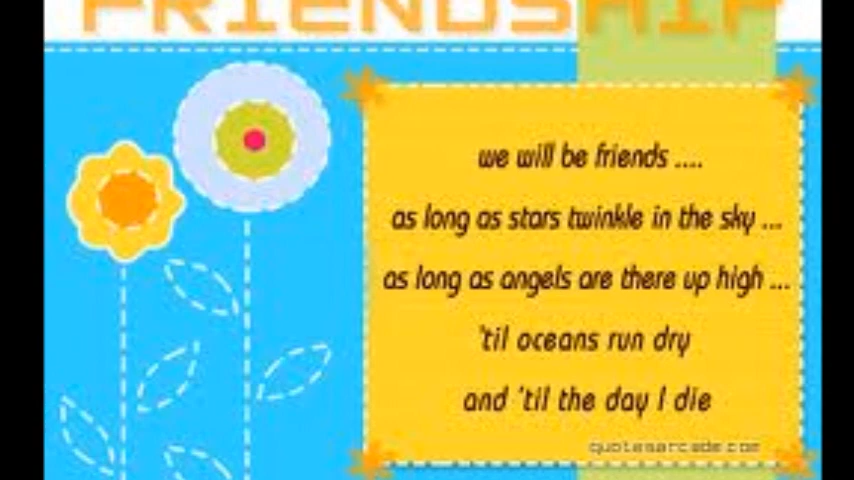 FRIENDSHIP
we will be friends ....
as long as stars twinkle in the sky ...
as long as angels are there up high ...
'til oceans run dry
and 'til the day I die
quotesarcade.com